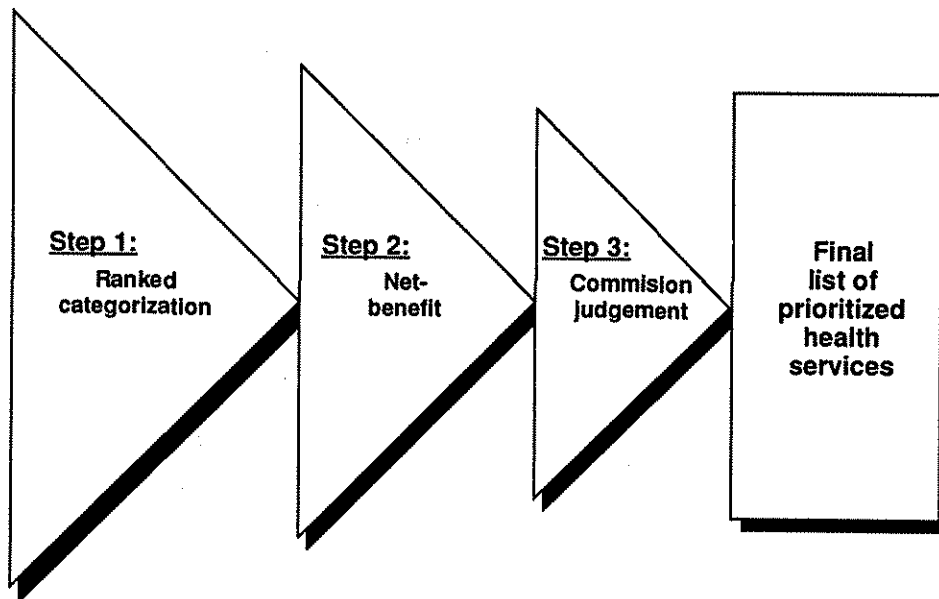 Step 1:
Ranked
categorization
Step 2:
Net-
benefit
Step 3:
Commision
judgement
Final
list of
prioritized
health
services